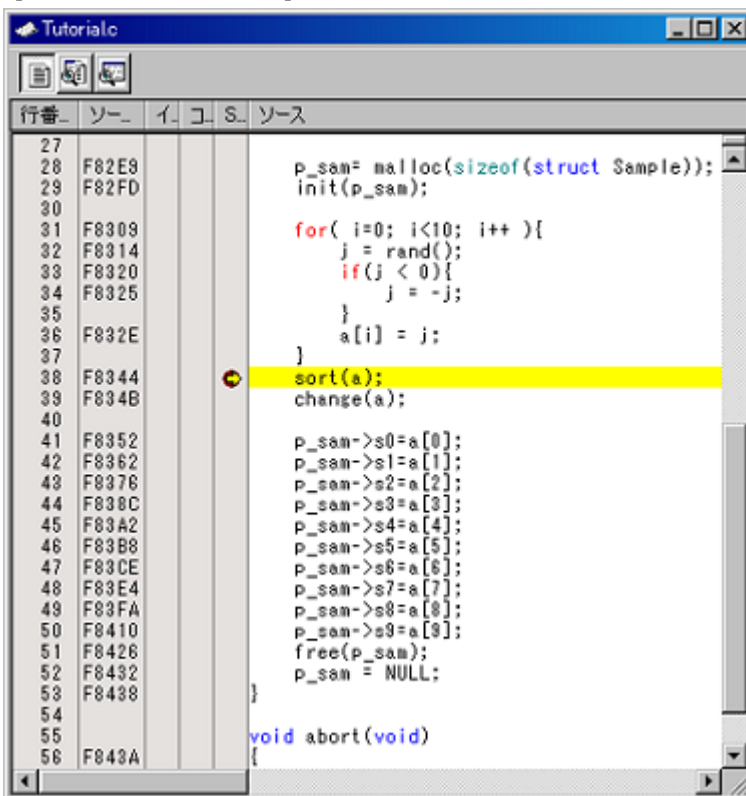 Tutorial.c
行番... ソー... イ.. コ.. S.. ソース
27
28 F82E9 p_sam= malloc(sizeof(struct Sample));
29 F82FD init(p_sam);
30
31 F8309 for( i=0; i<10; i++ ){
32 F8314 j = rand();
33 F8320 if(j < 0){
34 F8325 j = -j;
35 }
36 F832E a[i] = j;
37 }
38 F8344 sort(a);
39 F834B change(a);
40
41 F8352 p_sam->s0=a[0];
42 F8362 p_sam->s1=a[1];
43 F8376 p_sam->s2=a[2];
44 F838C p_sam->s3=a[3];
45 F83A2 p_sam->s4=a[4];
46 F83B8 p_sam->s5=a[5];
47 F83CE p_sam->s6=a[6];
48 F83E4 p_sam->s7=a[7];
49 F83FA p_sam->s8=a[8];
50 F8410 p_sam->s9=a[9];
51 F8426 free(p_sam);
52 F8432 p_sam = NULL;
53 F8438 }
54
55 void abort(void)
56 F843A {